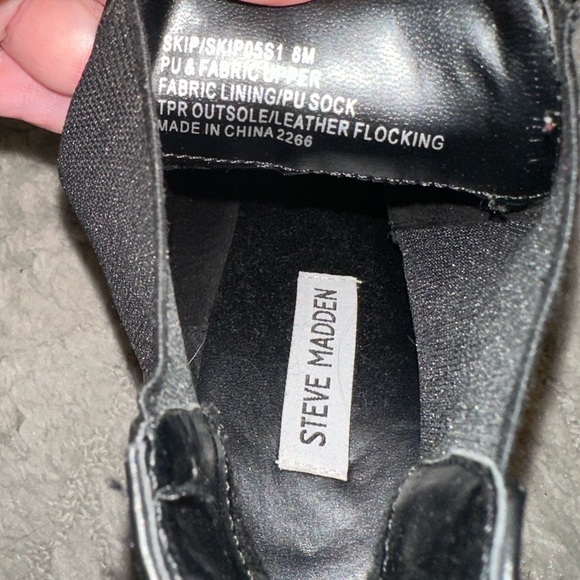 SKIP/SKIP05S1 8M
PU & FABRIC UPPER
FABRIC LINING/PU SOCK
TPR OUTSOLE/LEATHER FLOCKING
MADE IN CHINA 2266
STEVE MADDEN